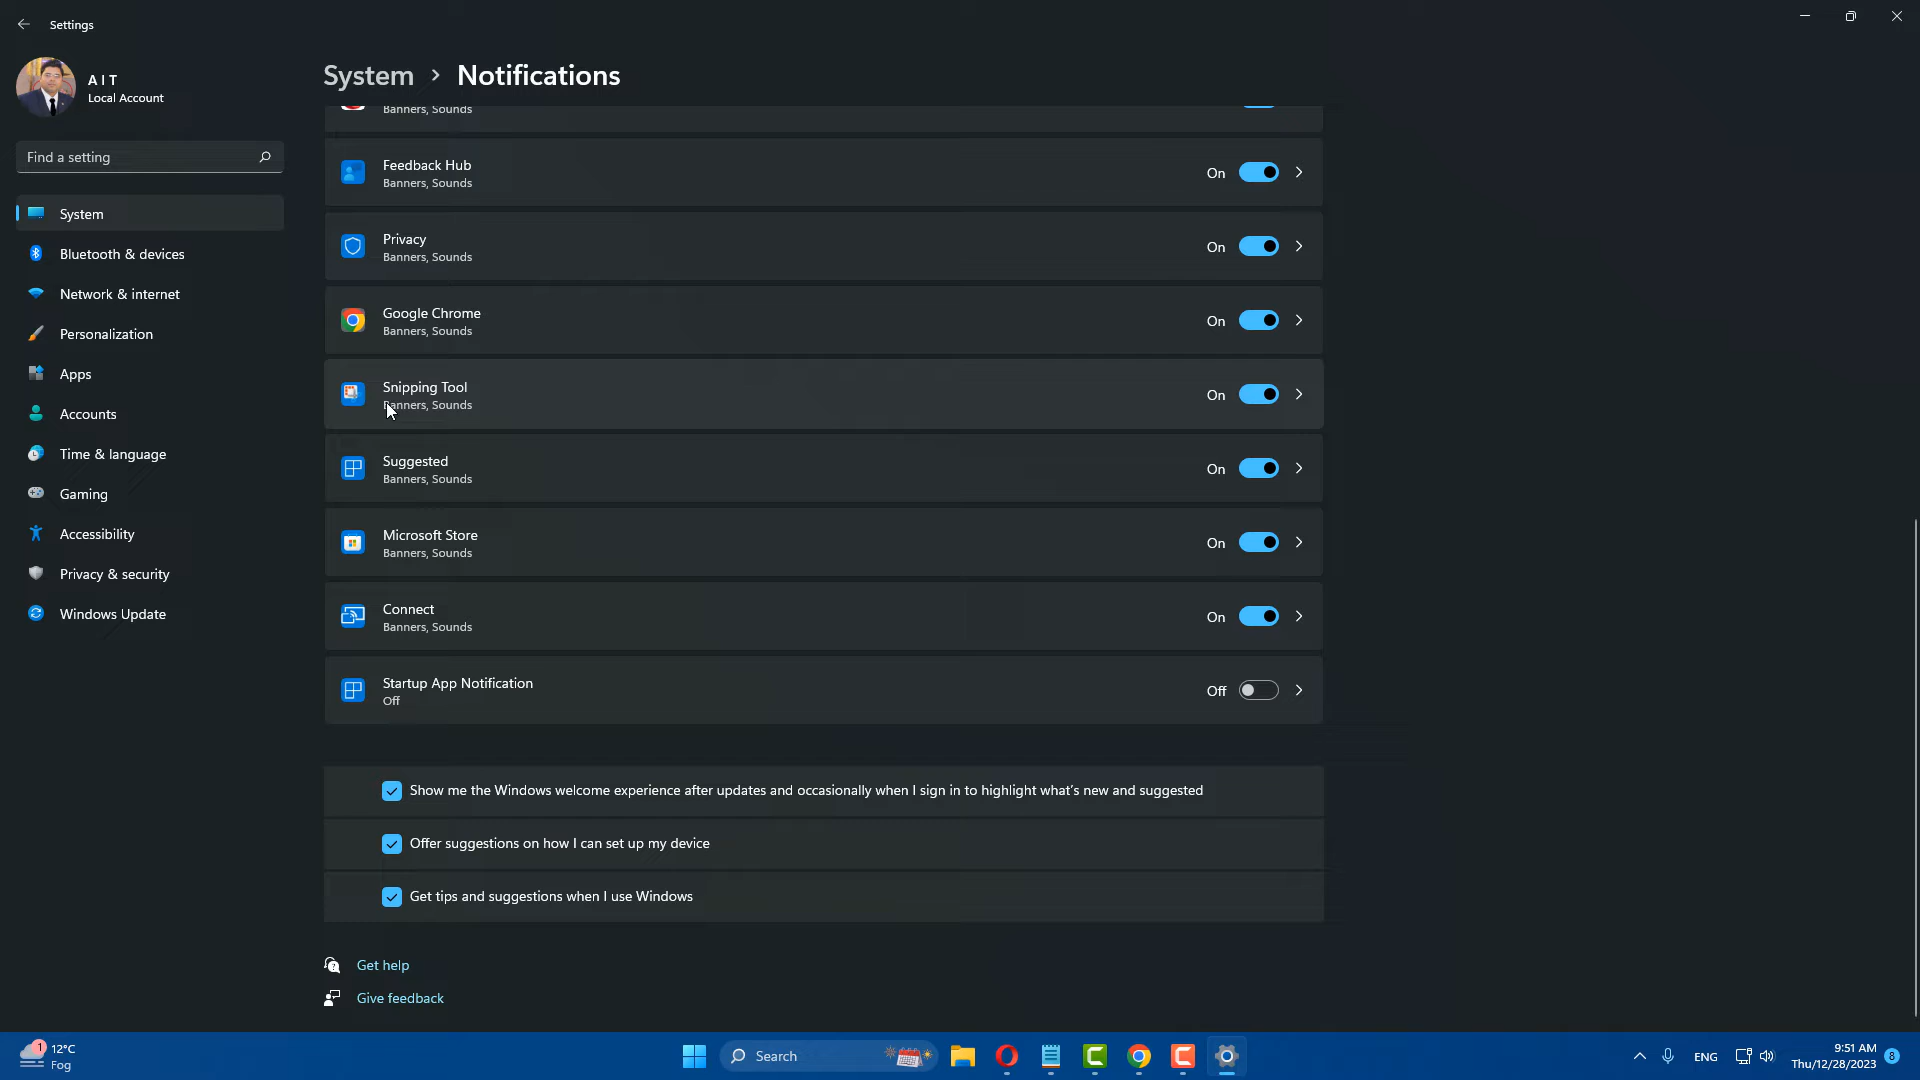 Settings
A I T
Local Account
Find a setting
System
Bluetooth & devices
Network & internet
Personalization
Apps
Accounts
Time & language
Gaming
Accessibility
Privacy & security
Windows Update
System > Notifications
Banners, Sounds
Feedback Hub
Banners, Sounds
On
Privacy
Banners, Sounds
On
Google Chrome
Banners, Sounds
On
Snipping Tool
Banners, Sounds
On
Suggested
Banners, Sounds
On
Microsoft Store
Banners, Sounds
On
Connect
Banners, Sounds
On
Startup App Notification
Off
Off
Show me the Windows welcome experience after updates and occasionally when I sign in to highlight what's new and suggested
Offer suggestions on how I can set up my device
Get tips and suggestions when I use Windows
Get help
Give feedback
1
12°C
Fog
Search
ENG
9:51 AM
Thu/12/28/2023
8